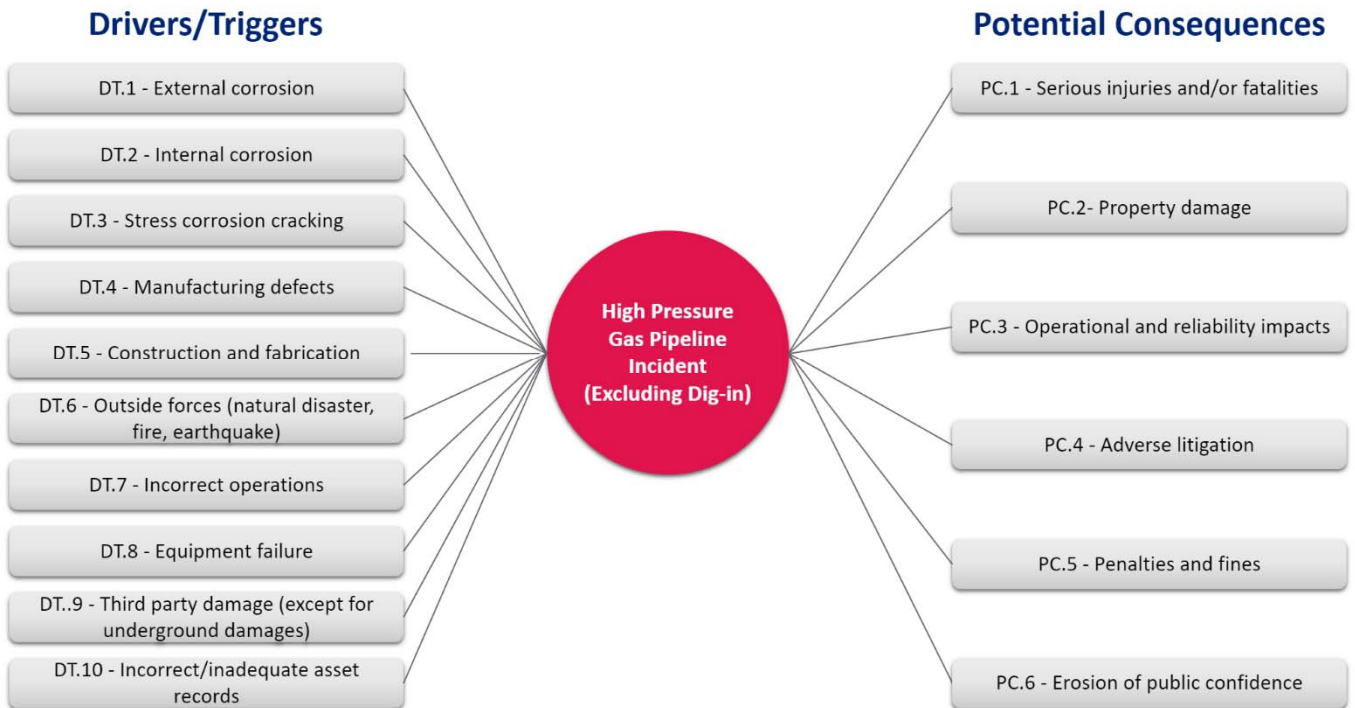 Drivers/Triggers
DT.1 - External corrosion
DT.2 - Internal corrosion
DT.3 - Stress corrosion cracking
DT.4 - Manufacturing defects
DT.5 - Construction and fabrication
DT.6 - Outside forces (natural disaster,
fire, earthquake)
DT.7 - Incorrect operations
DT.8 - Equipment failure
DT..9 - Third party damage (except for
underground damages)
DT.10 - Incorrect/inadequate asset
records
High Pressure
Gas Pipeline
Incident
(Excluding Dig-in)
Potential Consequences
PC.1 - Serious injuries and/or fatalities
PC.2- Property damage
PC.3 - Operational and reliability impacts
PC.4 - Adverse litigation
PC.5 - Penalties and fines
PC.6 - Erosion of public confidence